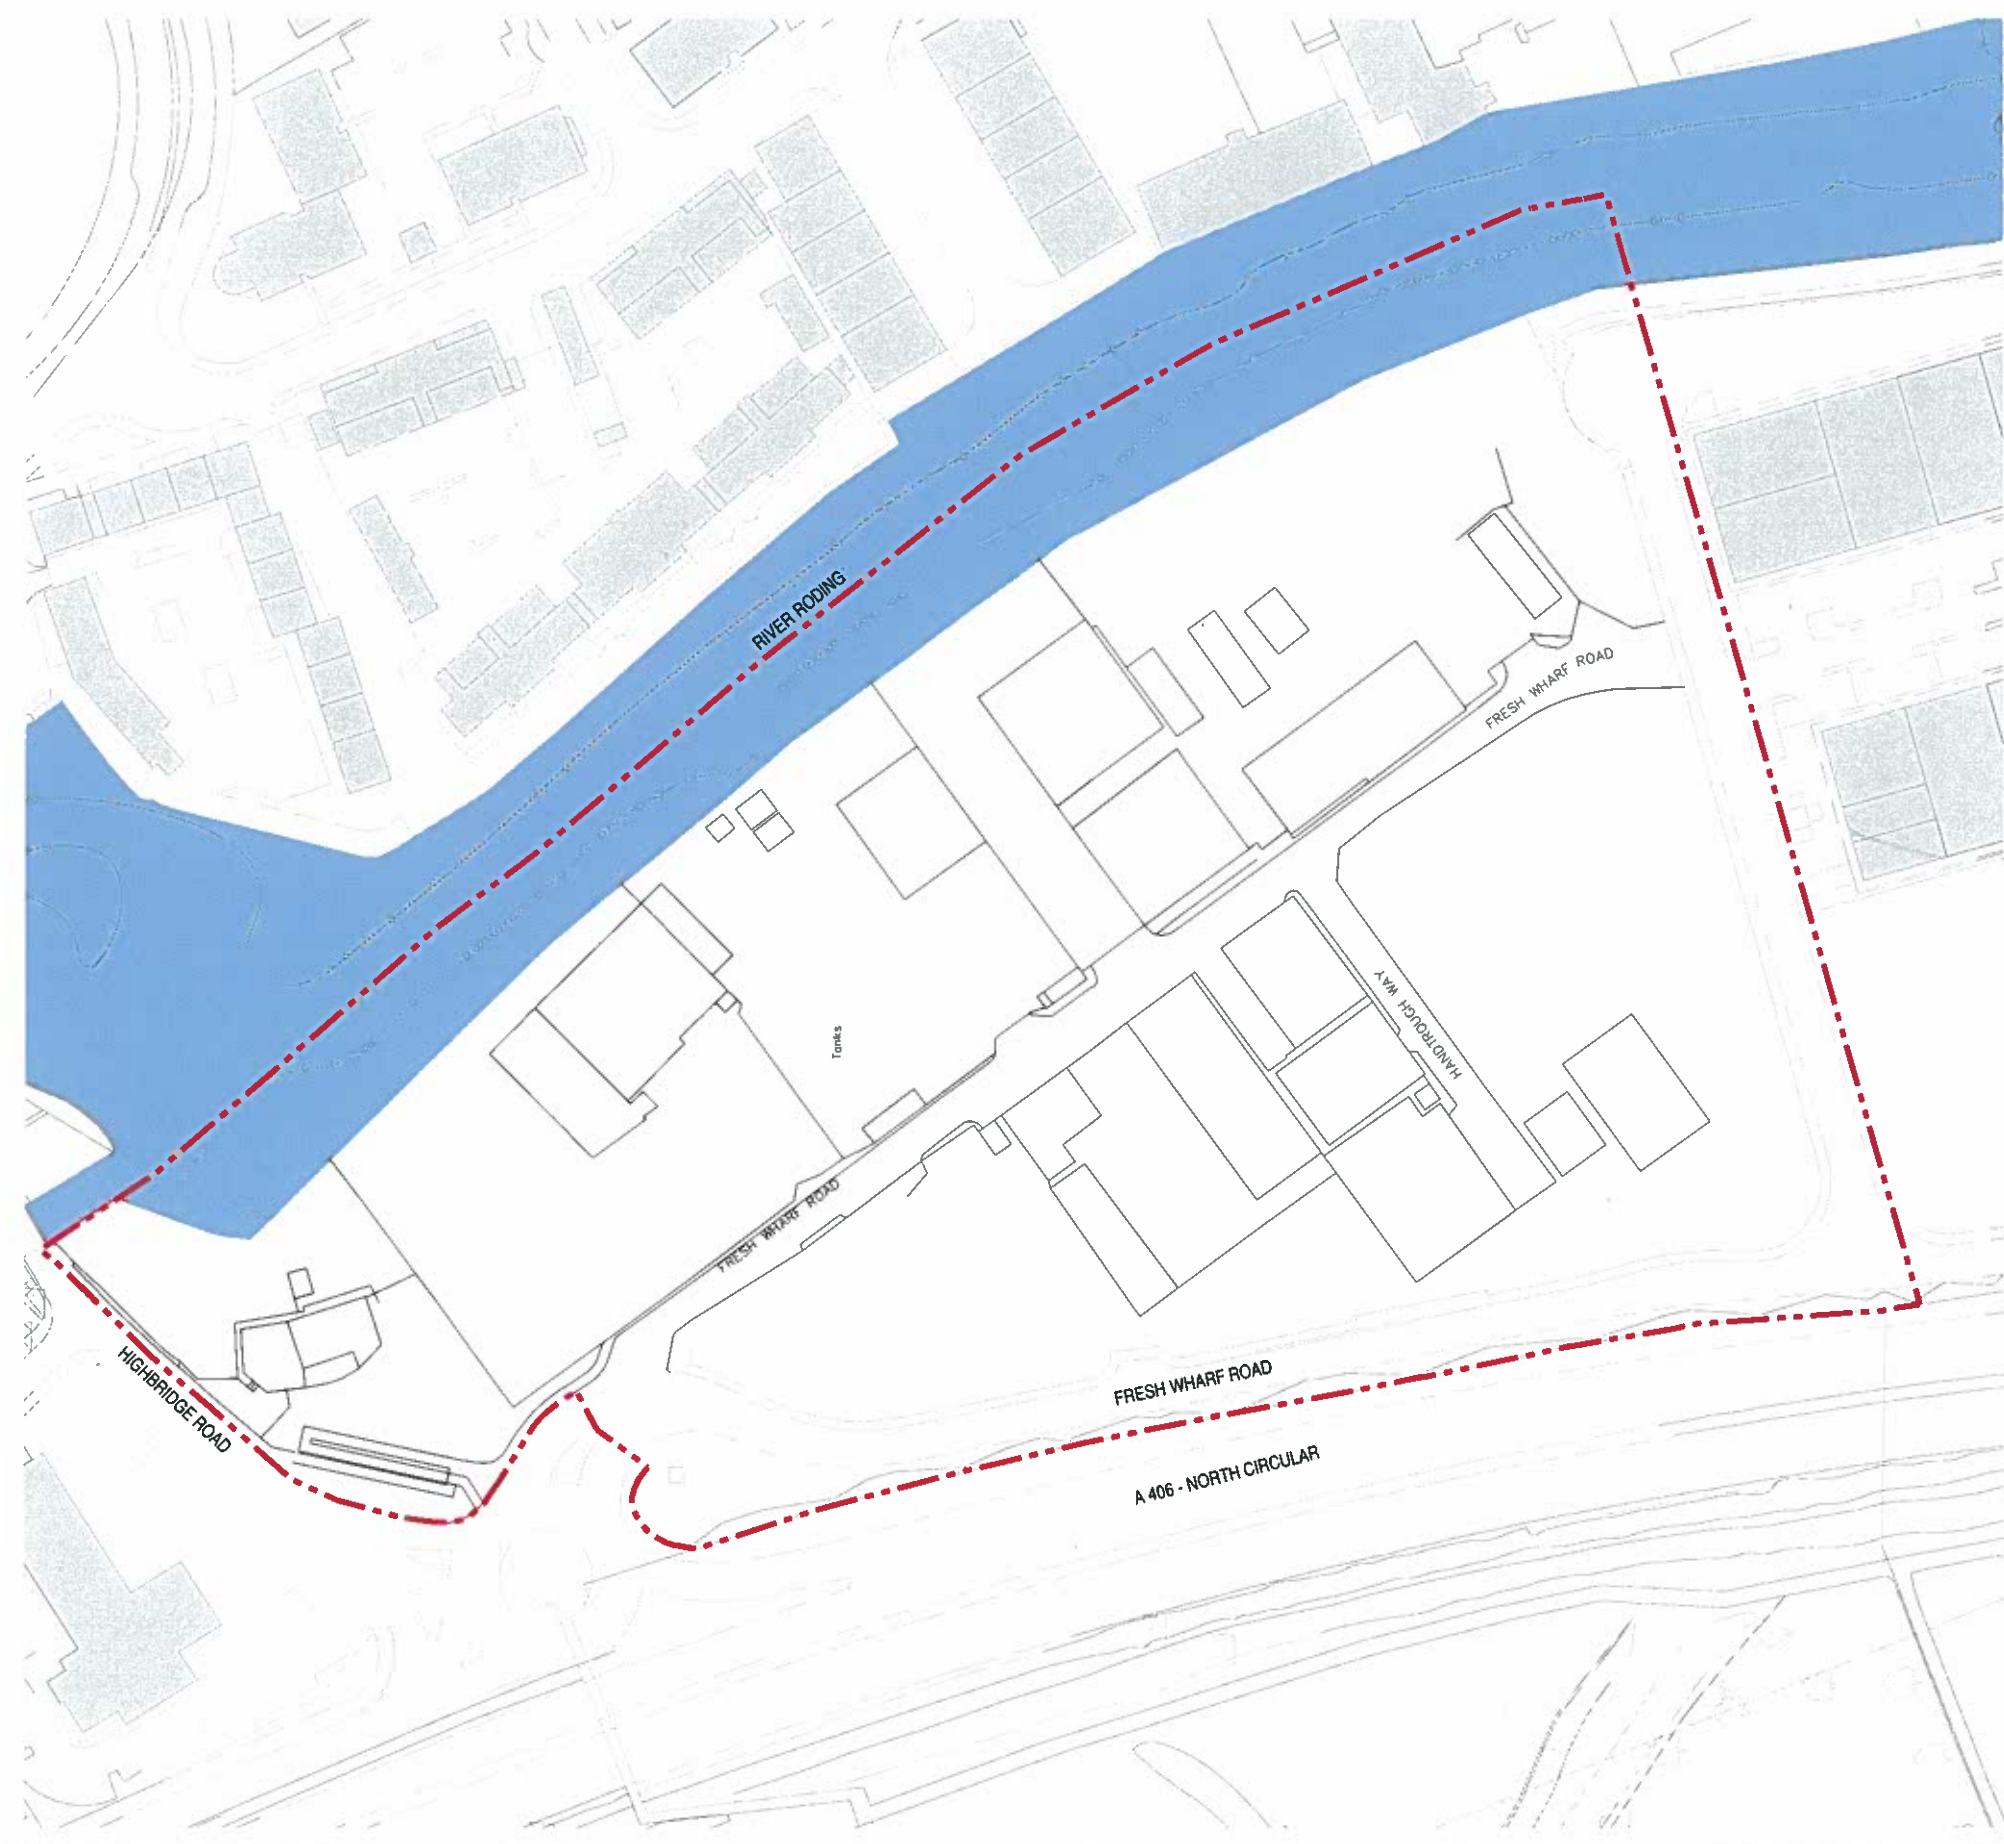 RIVER RODING
FRESH WHARF ROAD
HANDTROUGH WAY
Tanks
FRESH WHARF ROAD
HIGHBRIDGE ROAD
FRESH WHARF ROAD
A 406 - NORTH CIRCULAR